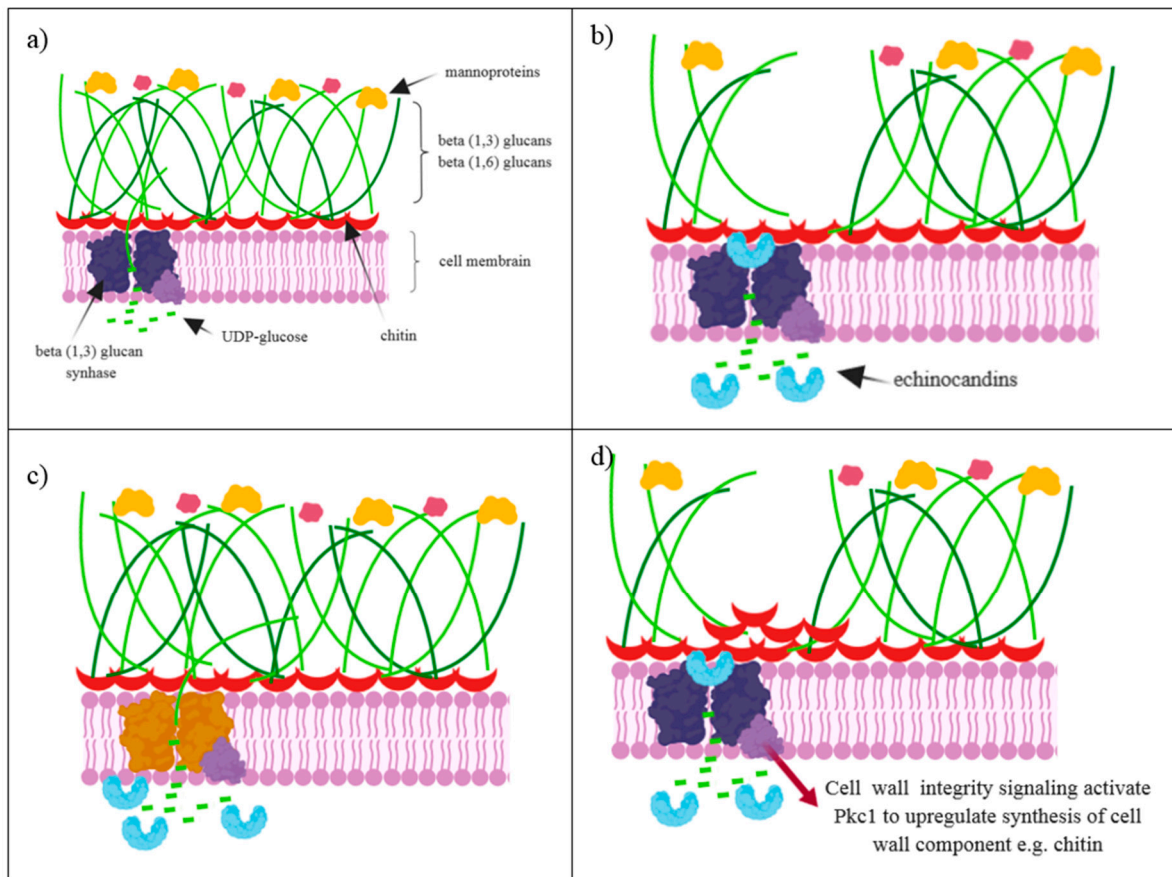 a)
mannoproteins
beta (1,3) glucans
beta (1,6) glucans
cell membrain
UDP-glucose
chitin
beta (1,3) glucan
synhase
b)
echinocandins
c)
d)
Cell wall integrity signaling activate
Pkc1 to upregulate synthesis of cell
wall component e.g. chitin